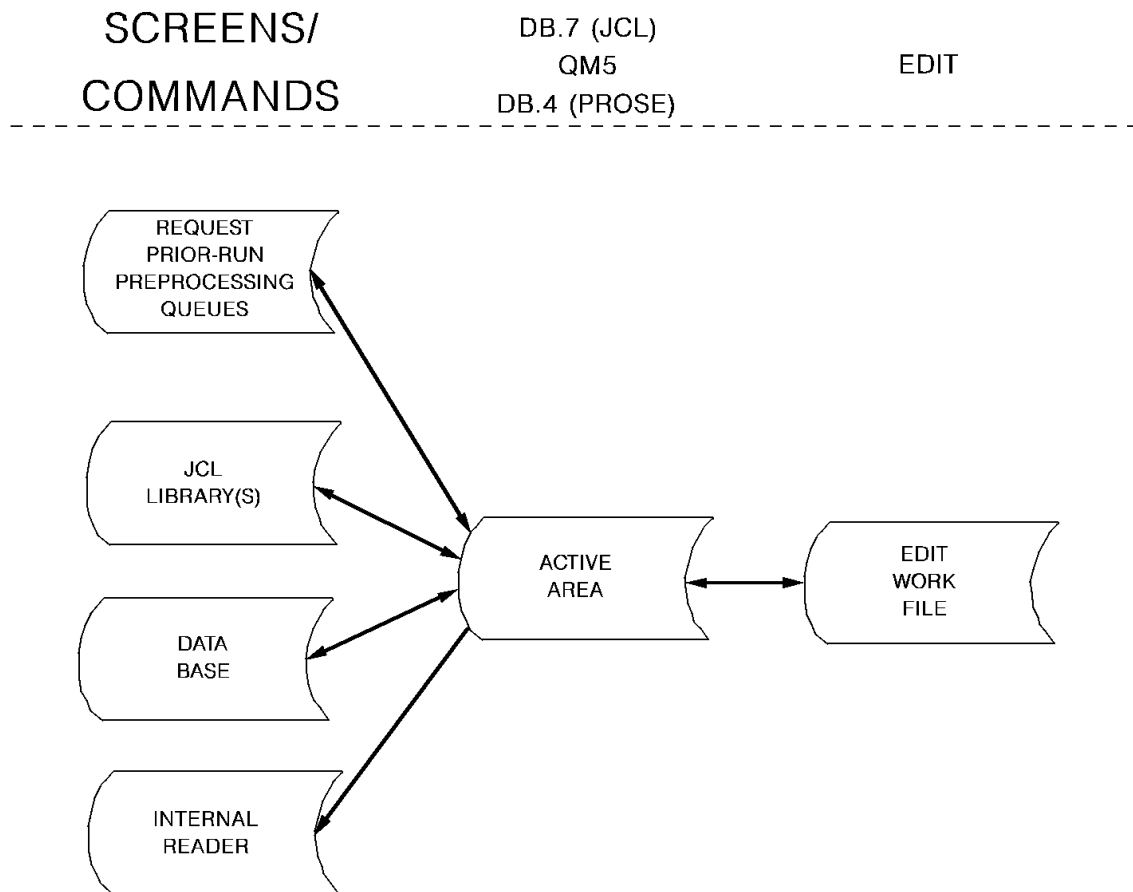 SCREENS/
COMMANDS
DB.7 (JCL)
QM5
DB.4 (PROSE)
EDIT
REQUEST
PRIOR-RUN
PREPROCESSING
QUEUES
JCL
LIBRARY(S)
DATA
BASE
INTERNAL
READER
ACTIVE
AREA
EDIT
WORK
FILE